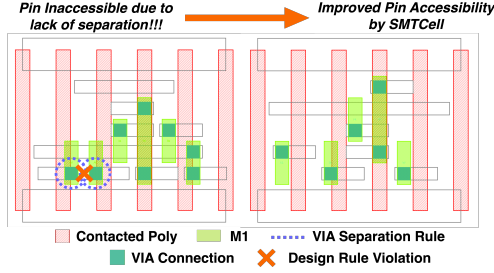 Pin Inaccessible due to
lack of separation!!!
Improved Pin Accessibility
by SMTCell
Contacted Poly
M1
VIA Separation Rule
VIA Connection
Design Rule Violation